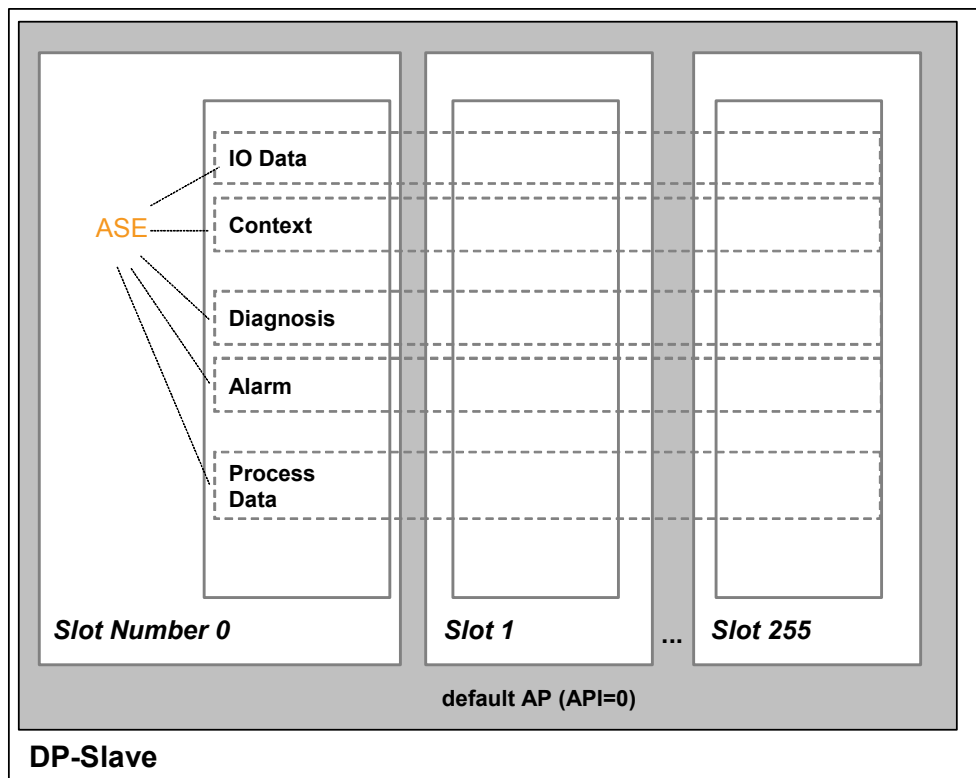 IO Data
ASE
Context
Diagnosis
Alarm
Process
Data
Slot Number 0
Slot 1
...
Slot 255
default AP (API=0)
DP-Slave